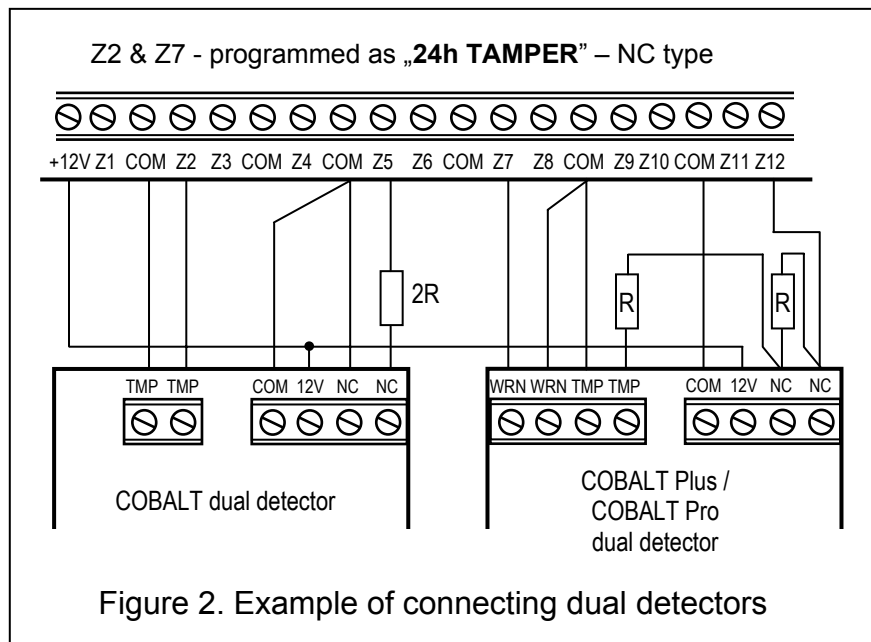 Z2 & Z7 - programmed as „24h TAMPER” – NC type
+12V Z1 COM Z2 Z3 COM Z4 COM Z5 Z6 COM Z7 Z8 COM Z9 Z10 COM Z11 Z12
2R
R
R
TMP TMP
COM 12V NC NC
WRN WRN TMP TMP
COM 12V NC NC
COBALT dual detector
COBALT Plus /
COBALT Pro
dual detector
Figure 2. Example of connecting dual detectors